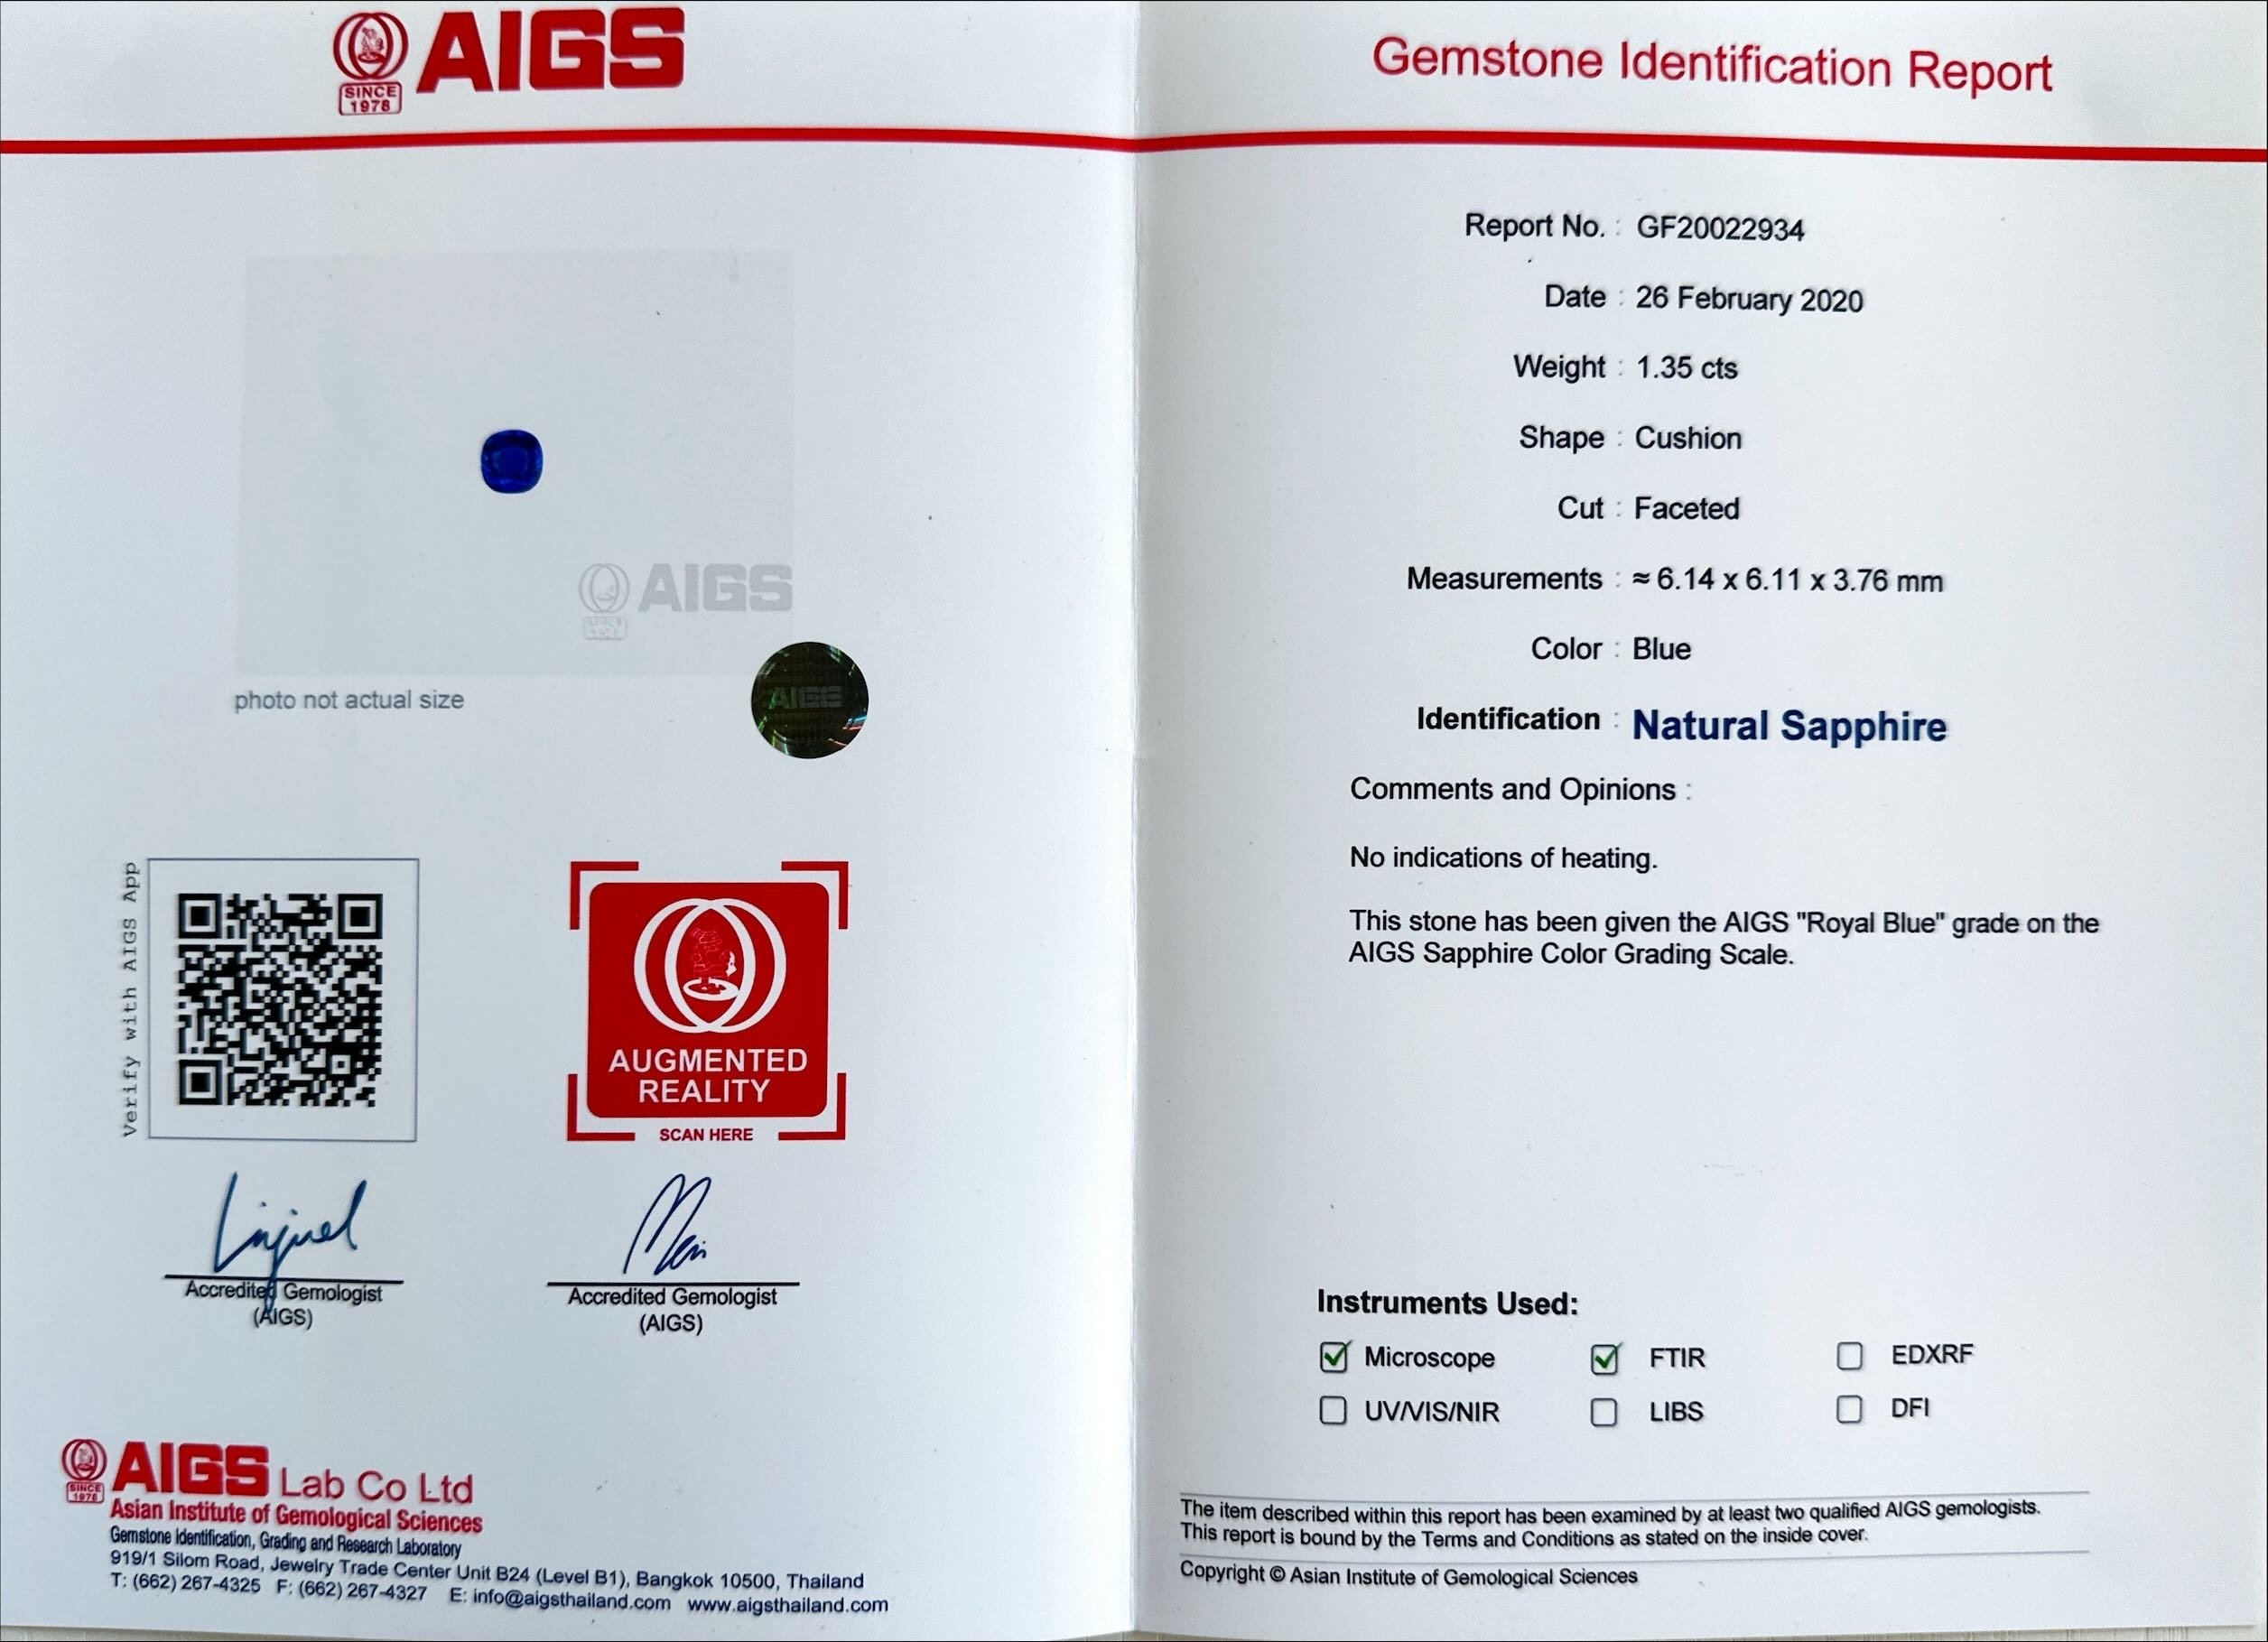 AIGS
SINCE
1978
Gemstone Identification Report
Report No. : GF20022934
Date : 26 February 2020
Weight : 1.35 cts
Shape : Cushion
Cut : Faceted
Measurements : ≈ 6.14 x 6.11 x 3.76 mm
Color : Blue
Identification : Natural Sapphire
Comments and Opinions :
No indications of heating.
This stone has been given the AIGS "Royal Blue" grade on the
AIGS Sapphire Color Grading Scale.
AIGS
photo not actual size
AIGS
Verify with AIGS App
AUGMENTED
REALITY
SCAN HERE
Accredited Gemologist
(AIGS)
Accredited Gemologist
(AIGS)
Instruments Used:
Microscope FTIR EDXRF
UV/VIS/NIR LIBS DFI
AIGS Lab Co Ltd
SINCE
1978
Asian Institute of Gemological Sciences
Gemstone Identification, Grading and Research Laboratory
919/1 Silom Road, Jewelry Trade Center Unit B24 (Level B1), Bangkok 10500, Thailand
T: (662) 267-4325 F: (662) 267-4327 E: info@aigsthailand.com www.aigsthailand.com
The item described within this report has been examined by at least two qualified AIGS gemologists.
This report is bound by the Terms and Conditions as stated on the inside cover.
Copyright © Asian Institute of Gemological Sciences